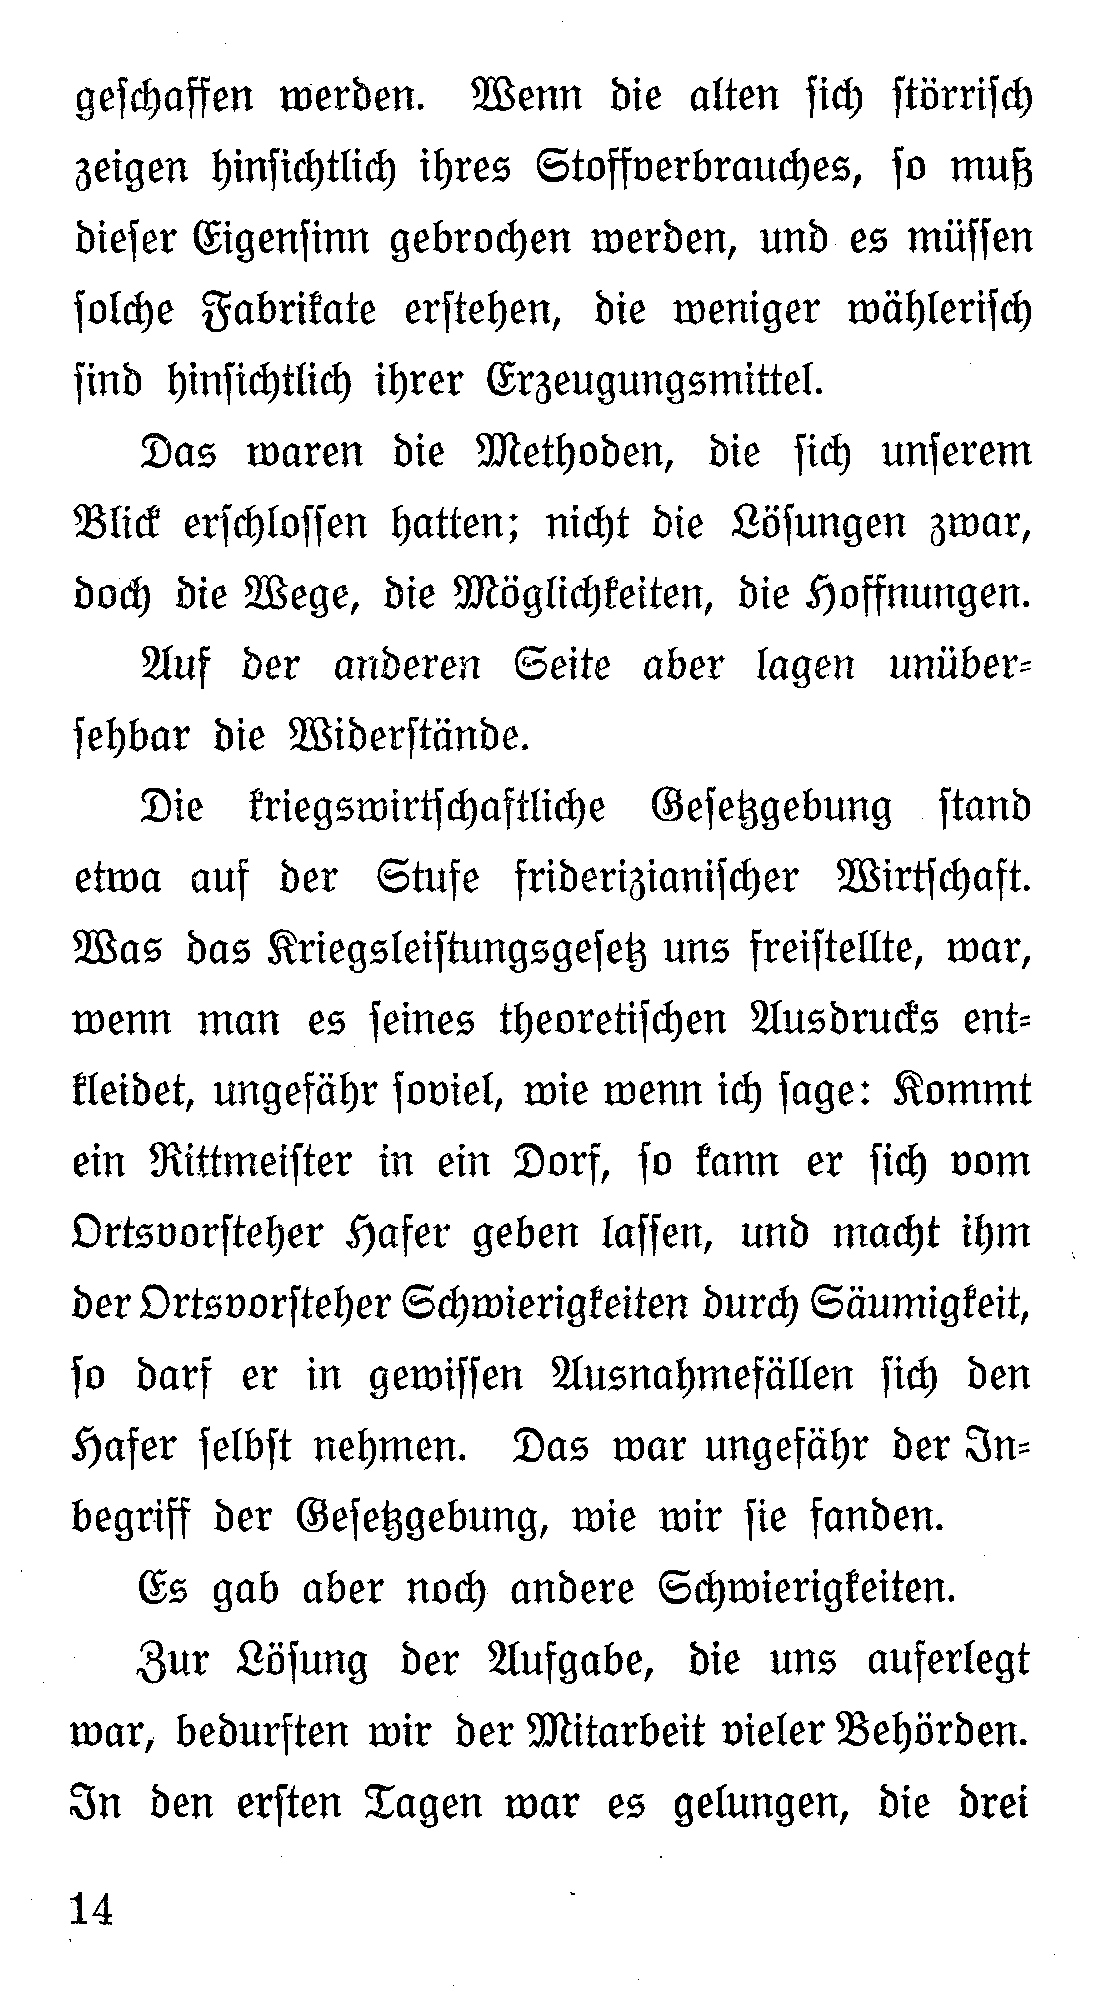 geſchaffen werden. Wenn die alten ſich ſtörriſch
zeigen hinſichtlich ihres Stoffverbrauches, ſo muß
dieſer Eigenſinn gebrochen werden, und es müſſen
ſolche Fabrikate erſtehen, die weniger wähleriſch
ſind hinſichtlich ihrer Erzeugungsmittel.
Das waren die Methoden, die ſich unſerem
Blick erſchloſſen hatten; nicht die Löſungen zwar,
doch die Wege, die Möglichkeiten, die Hoffnungen.
Auf der anderen Seite aber lagen unüber⸗
ſehbar die Widerſtände.
Die kriegswirtſchaftliche Geſetzgebung ſtand
etwa auf der Stufe friderizianiſcher Wirtſchaft.
Was das Kriegsleiſtungsgeſetz uns freiſtellte, war,
wenn man es ſeines theoretiſchen Ausdrucks ent⸗
kleidet, ungefähr ſoviel, wie wenn ich ſage: Kommt
ein Rittmeiſter in ein Dorf, ſo kann er ſich vom
Ortsvorſteher Hafer geben laſſen, und macht ihm
der Ortsvorſteher Schwierigkeiten durch Säumigkeit,
ſo darf er in gewiſſen Ausnahmefällen ſich den
Hafer ſelbſt nehmen. Das war ungefähr der In⸗
begriff der Geſetzgebung, wie wir ſie fanden.
Es gab aber noch andere Schwierigkeiten.
Zur Löſung der Aufgabe, die uns auferlegt
war, bedurften wir der Mitarbeit vieler Behörden.
In den erſten Tagen war es gelungen, die drei
14